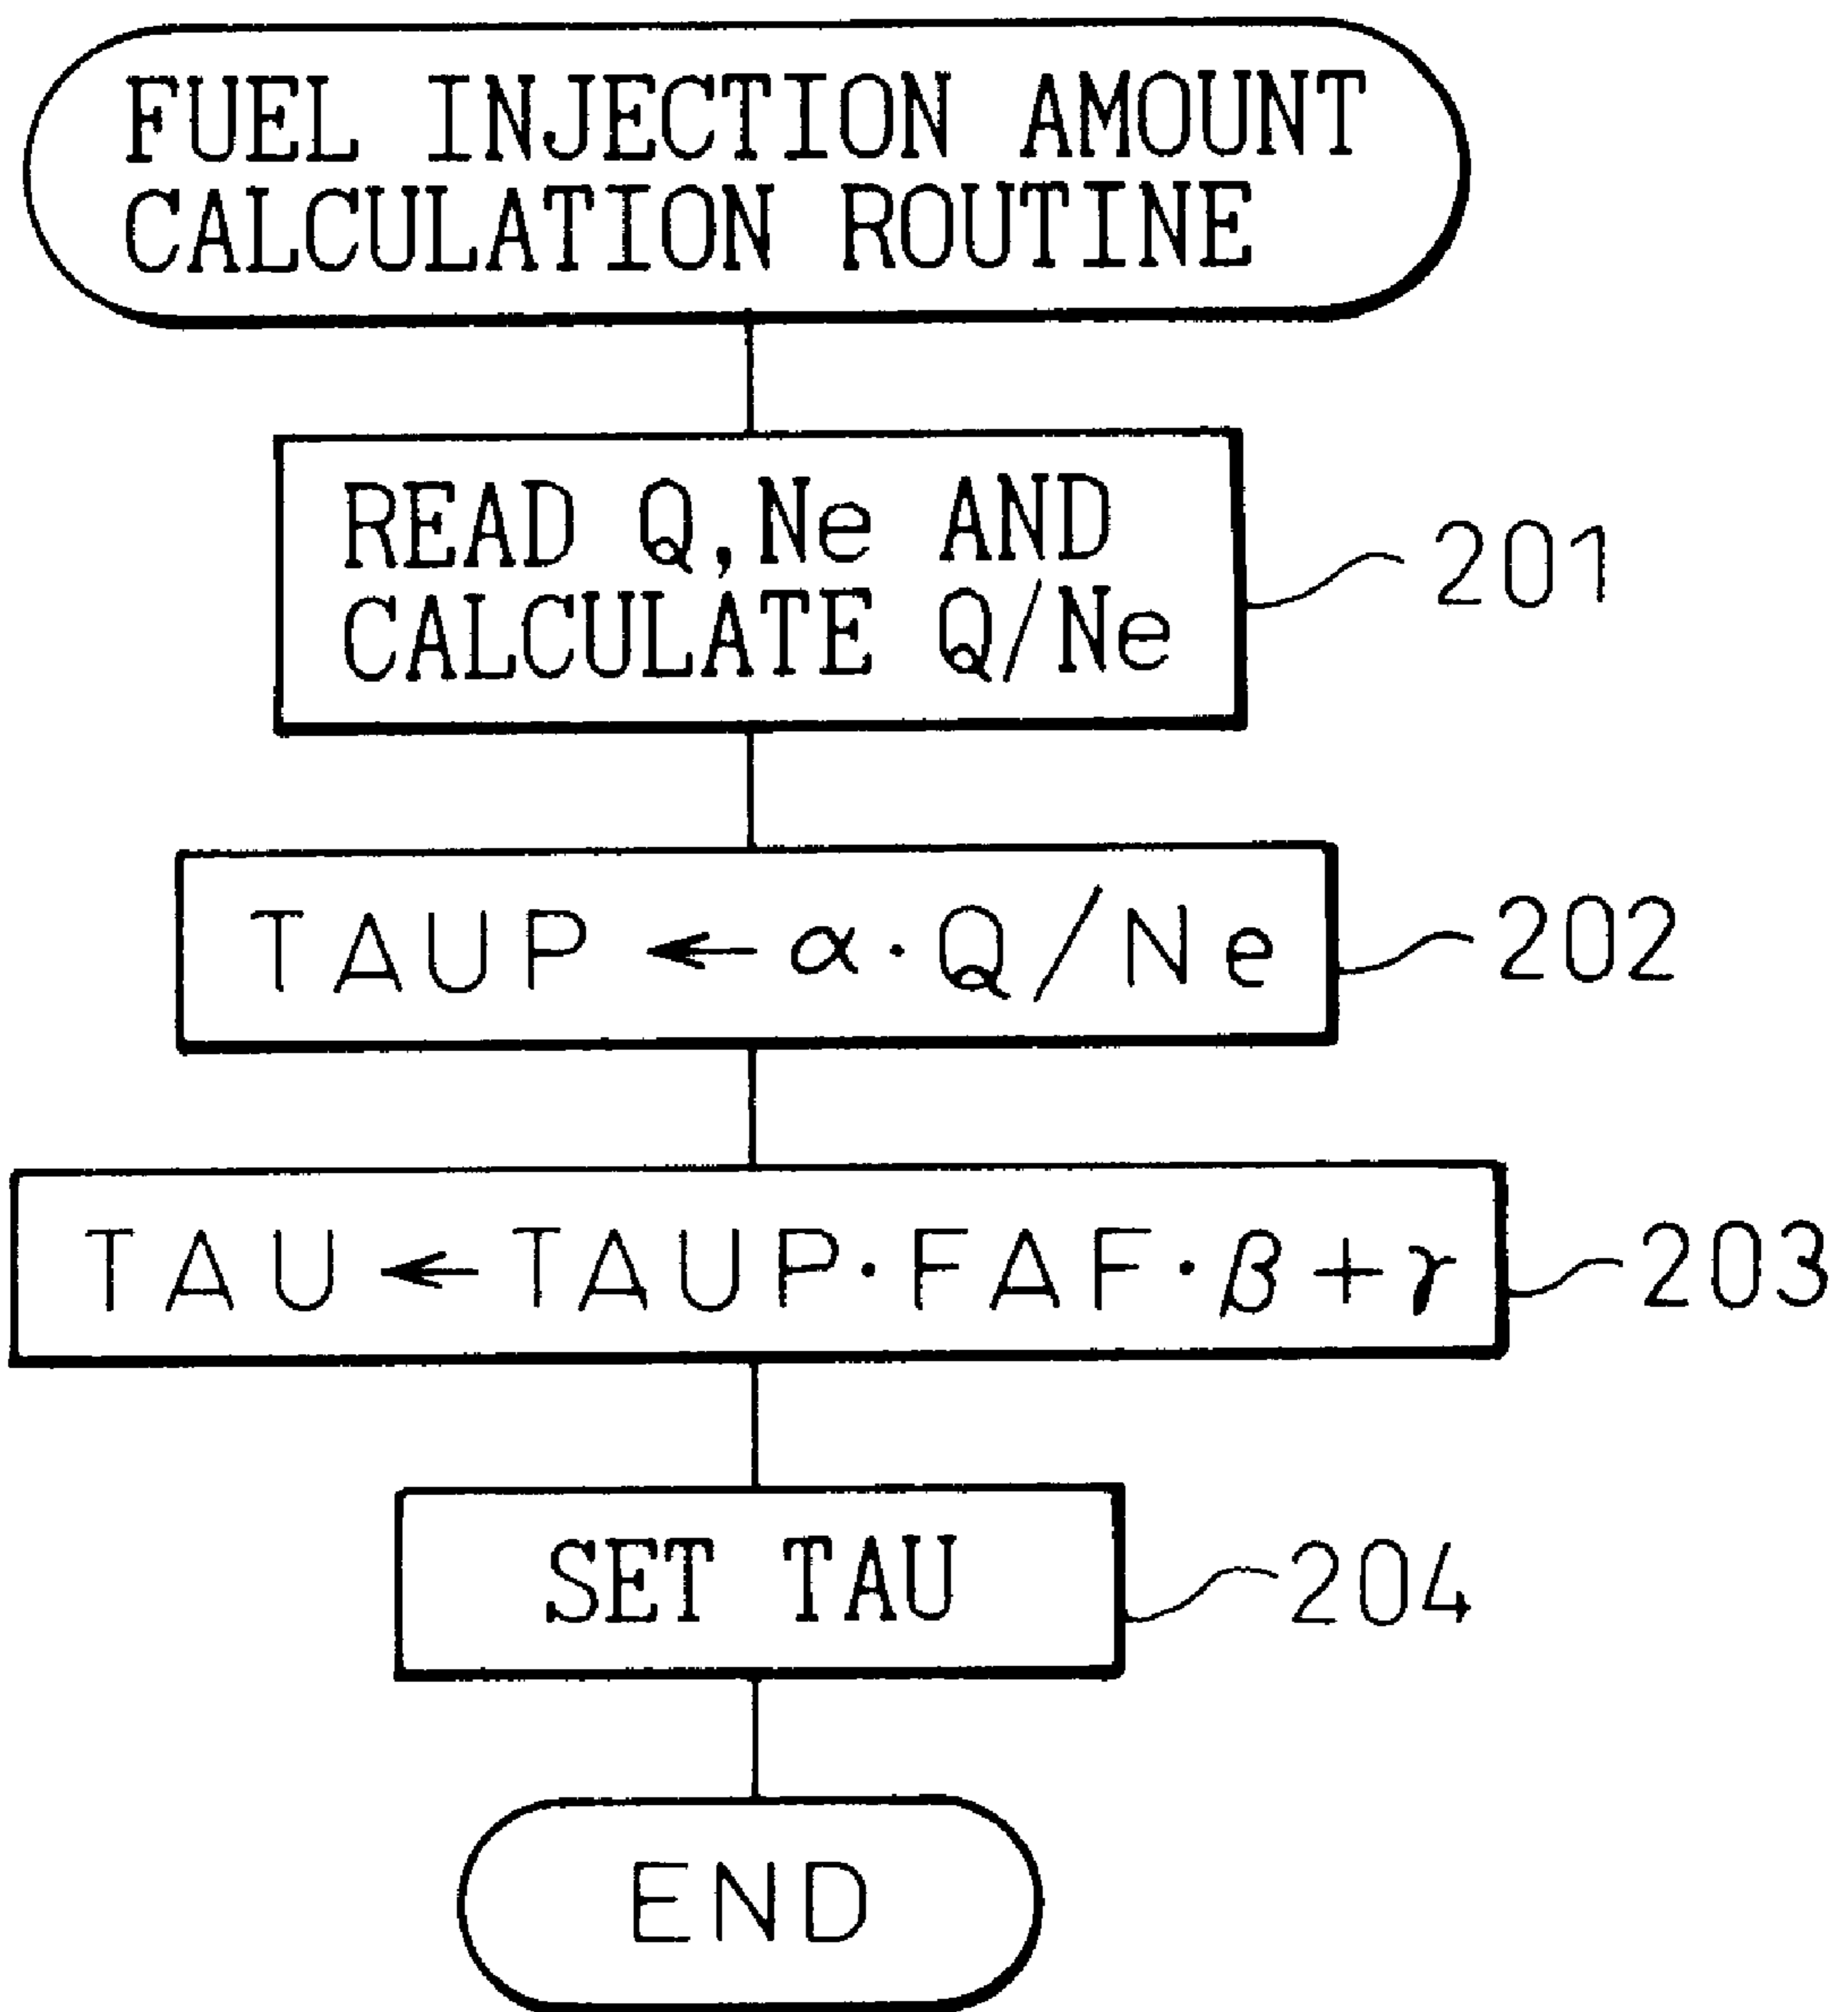 FUEL INJECTION AMOUNT
CALCULATION ROUTINE
READ Q,Ne AND
CALCULATE Q/Ne
201
TAUP ← α・Q/Ne
202
TAU ← TAUP・FAF・β+γ
203
SET TAU
204
END